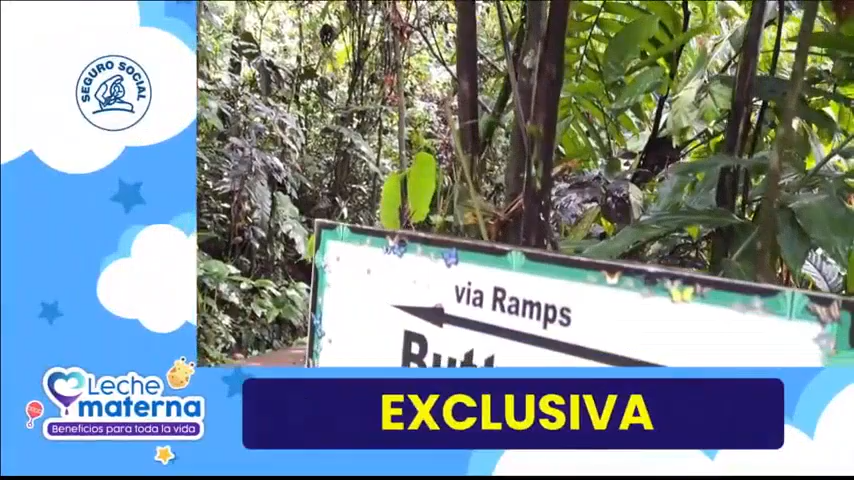 SEGURO SOCIAL
via Ramps
Leche
materna
Beneficios para toda la vida
EXCLUSIVA